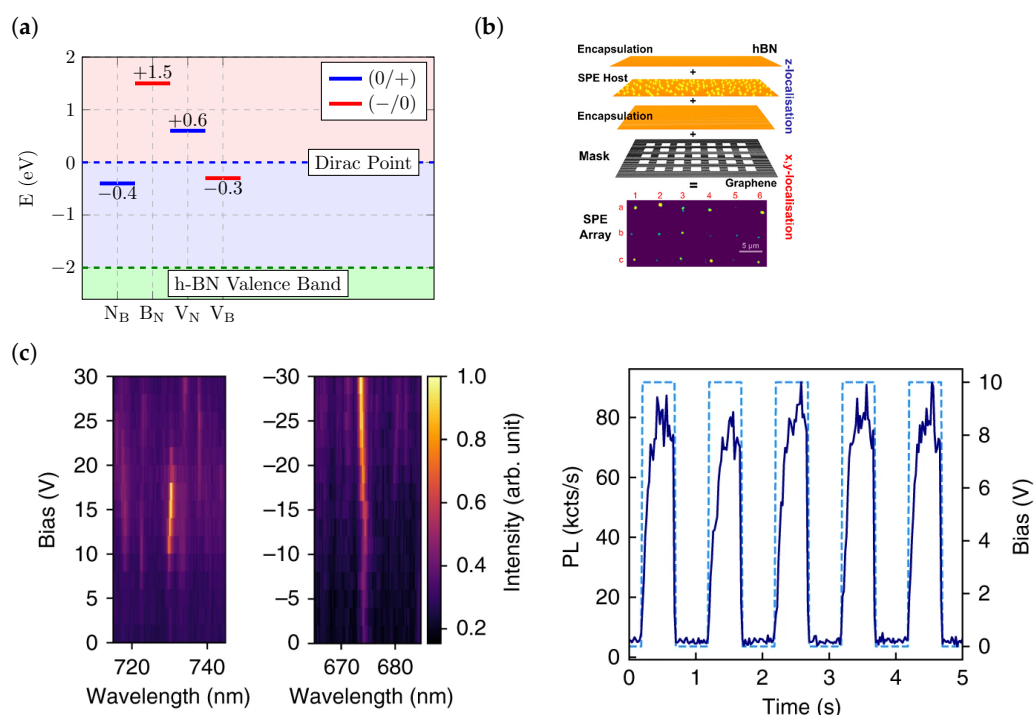 (a)
2
1
0
−1
−2
E (eV)
+1.5
+0.6
−0.4
−0.3
(0/+)
(−/0)
Dirac Point
h-BN Valence Band
N_B B_N V_N V_B
(b)
Encapsulation
hBN
+
SPE Host
+
Encapsulation
+
Mask
Graphene
=
z-localisation
x,y-localisation
SPE
Array
1 2 3 4 5 6
a
b
c
5 μm
(c)
30
25
20
15
10
5
0
Bias (V)
720 740
Wavelength (nm)
−30
−25
−20
−15
−10
−5
0
670 680
Wavelength (nm)
1.0
0.8
0.6
0.4
0.2
Intensity (arb. unit)
80
60
40
20
0
PL (kcts/s)
0 1 2 3 4 5
Time (s)
10
8
6
4
2
0
Bias (V)